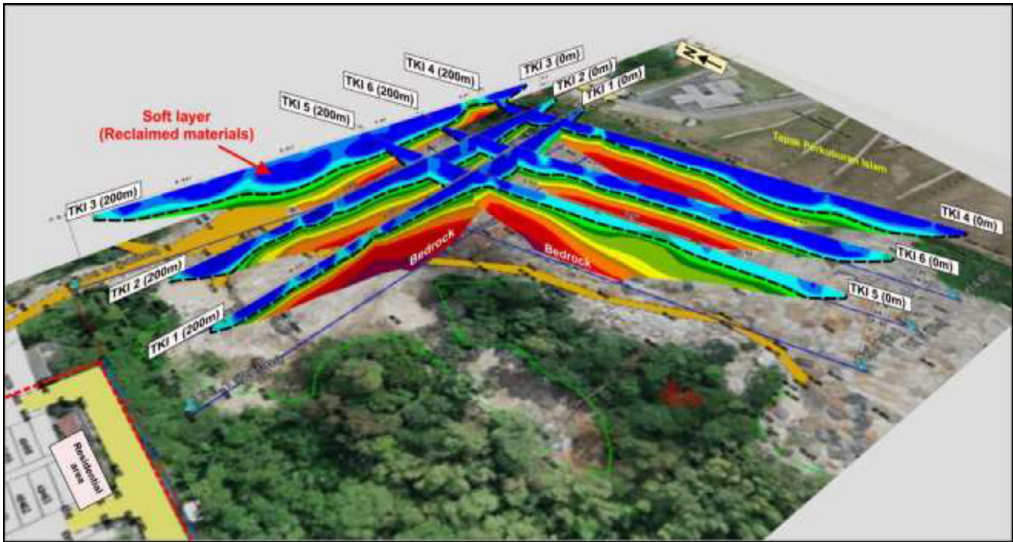 TKI 3 (0m)
TKI 4 (200m)
TKI 2 (0m)
TKI 6 (200m)
TKI 1 (0m)
TKI 5 (200m)
N
Soft layer
(Reclaimed materials)
Tapak Perkuburan Islam
TKI 3 (200m)
TKI 4 (0m)
Bedrock
Bedrock
TKI 6 (0m)
TKI 2 (200m)
TKI 5 (0m)
TKI 1 (200m)
Residential
area